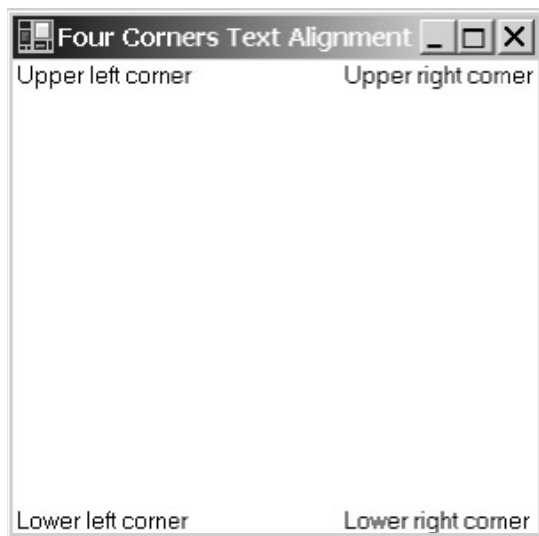 Four Corners Text Alignment
Upper left corner Upper right corner
Lower left corner Lower right corner